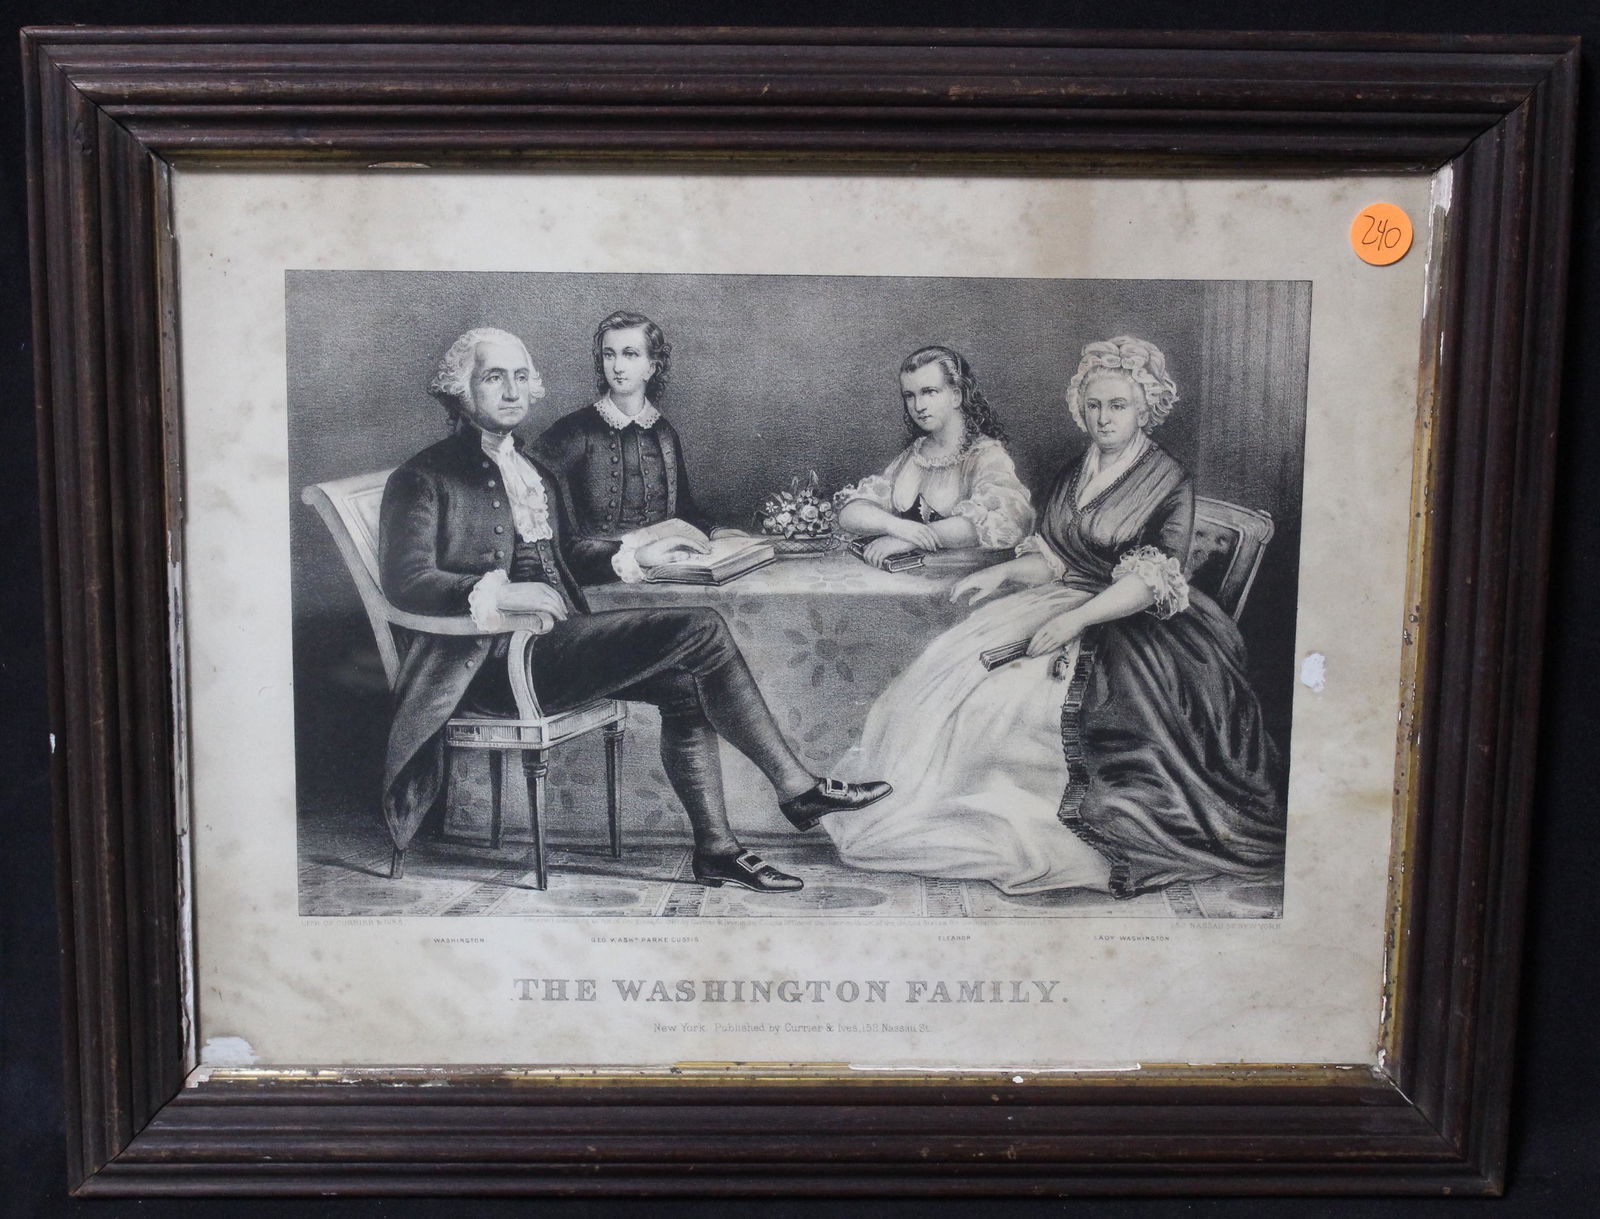 240
LITH. OF CURRIER & IVES
152 NASSAU ST. NEW YORK
WASHINGTON
GEO. WASHN. PARKE CUSTIS
ELEANOR
LADY WASHINGTON
THE WASHINGTON FAMILY.
New York. Published by Currier & Ives, 152 Nassau St.